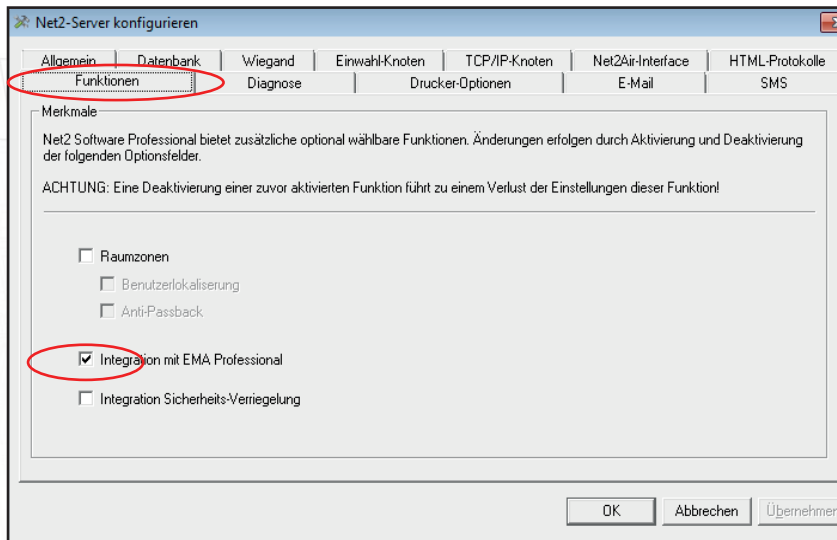 Net2-Server konfigurieren
Allgemein Datenbank Wiegand Einwahl-Knoten TCP/IP-Knoten Net2Air-Interface HTML-Protokolle
Funktionen Diagnose Drucker-Optionen E-Mail SMS
Merkmale
Net2 Software Professional bietet zusätzliche optional wählbare Funktionen. Änderungen erfolgen durch Aktivierung und Deaktivierung
der folgenden Optionsfelder.
ACHTUNG: Eine Deaktivierung einer zuvor aktivierten Funktion führt zu einem Verlust der Einstellungen dieser Funktion!
Raumzonen
Benutzerlokaliserung
Anti-Passback
Integration mit EMA Professional
Integration Sicherheits-Verriegelung
OK Abbrechen Übernehmen